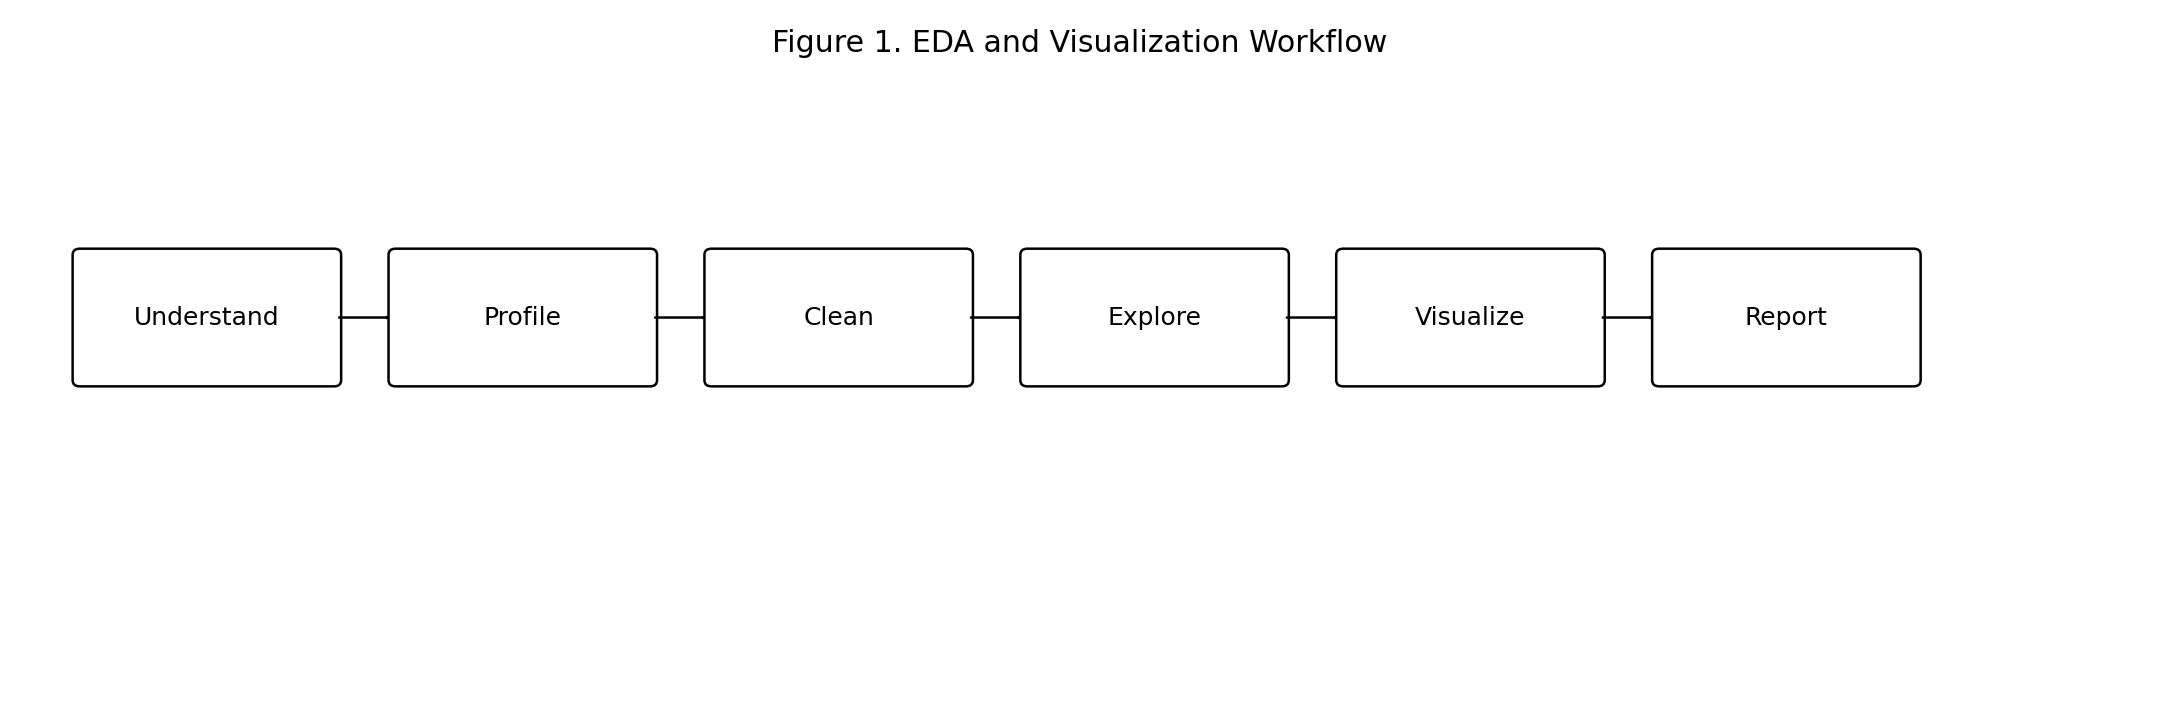 Figure 1. EDA and Visualization Workflow
Understand
Profile
Clean
Explore
Visualize
Report